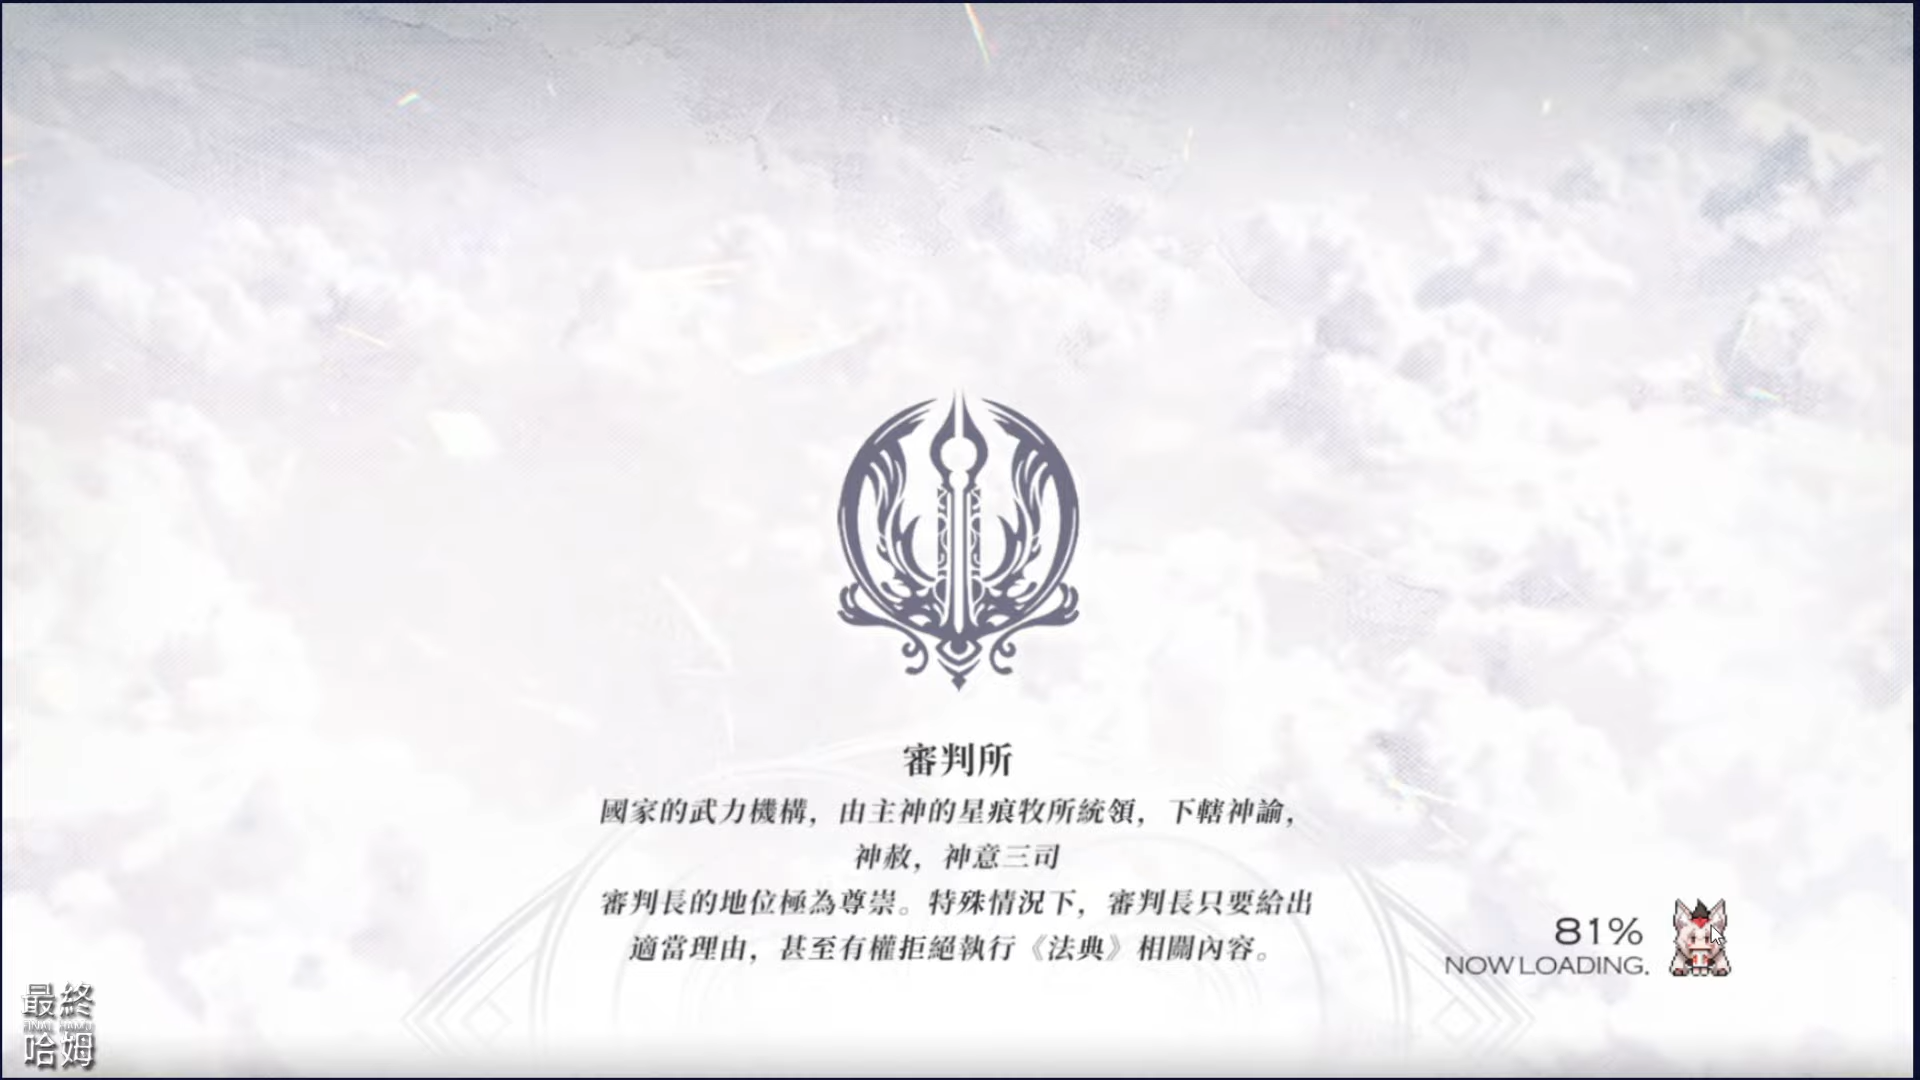 審判所
國家的武力機構，由主神的星痕牧所統領，下轄神諭，
神赦，神意三司
審判長的地位極為尊崇。特殊情況下，審判長只要給出
適當理由，甚至有權拒絕執行《法典》相關內容。
81%
NOW LOADING.
最終
FINAL HAMU
哈姆